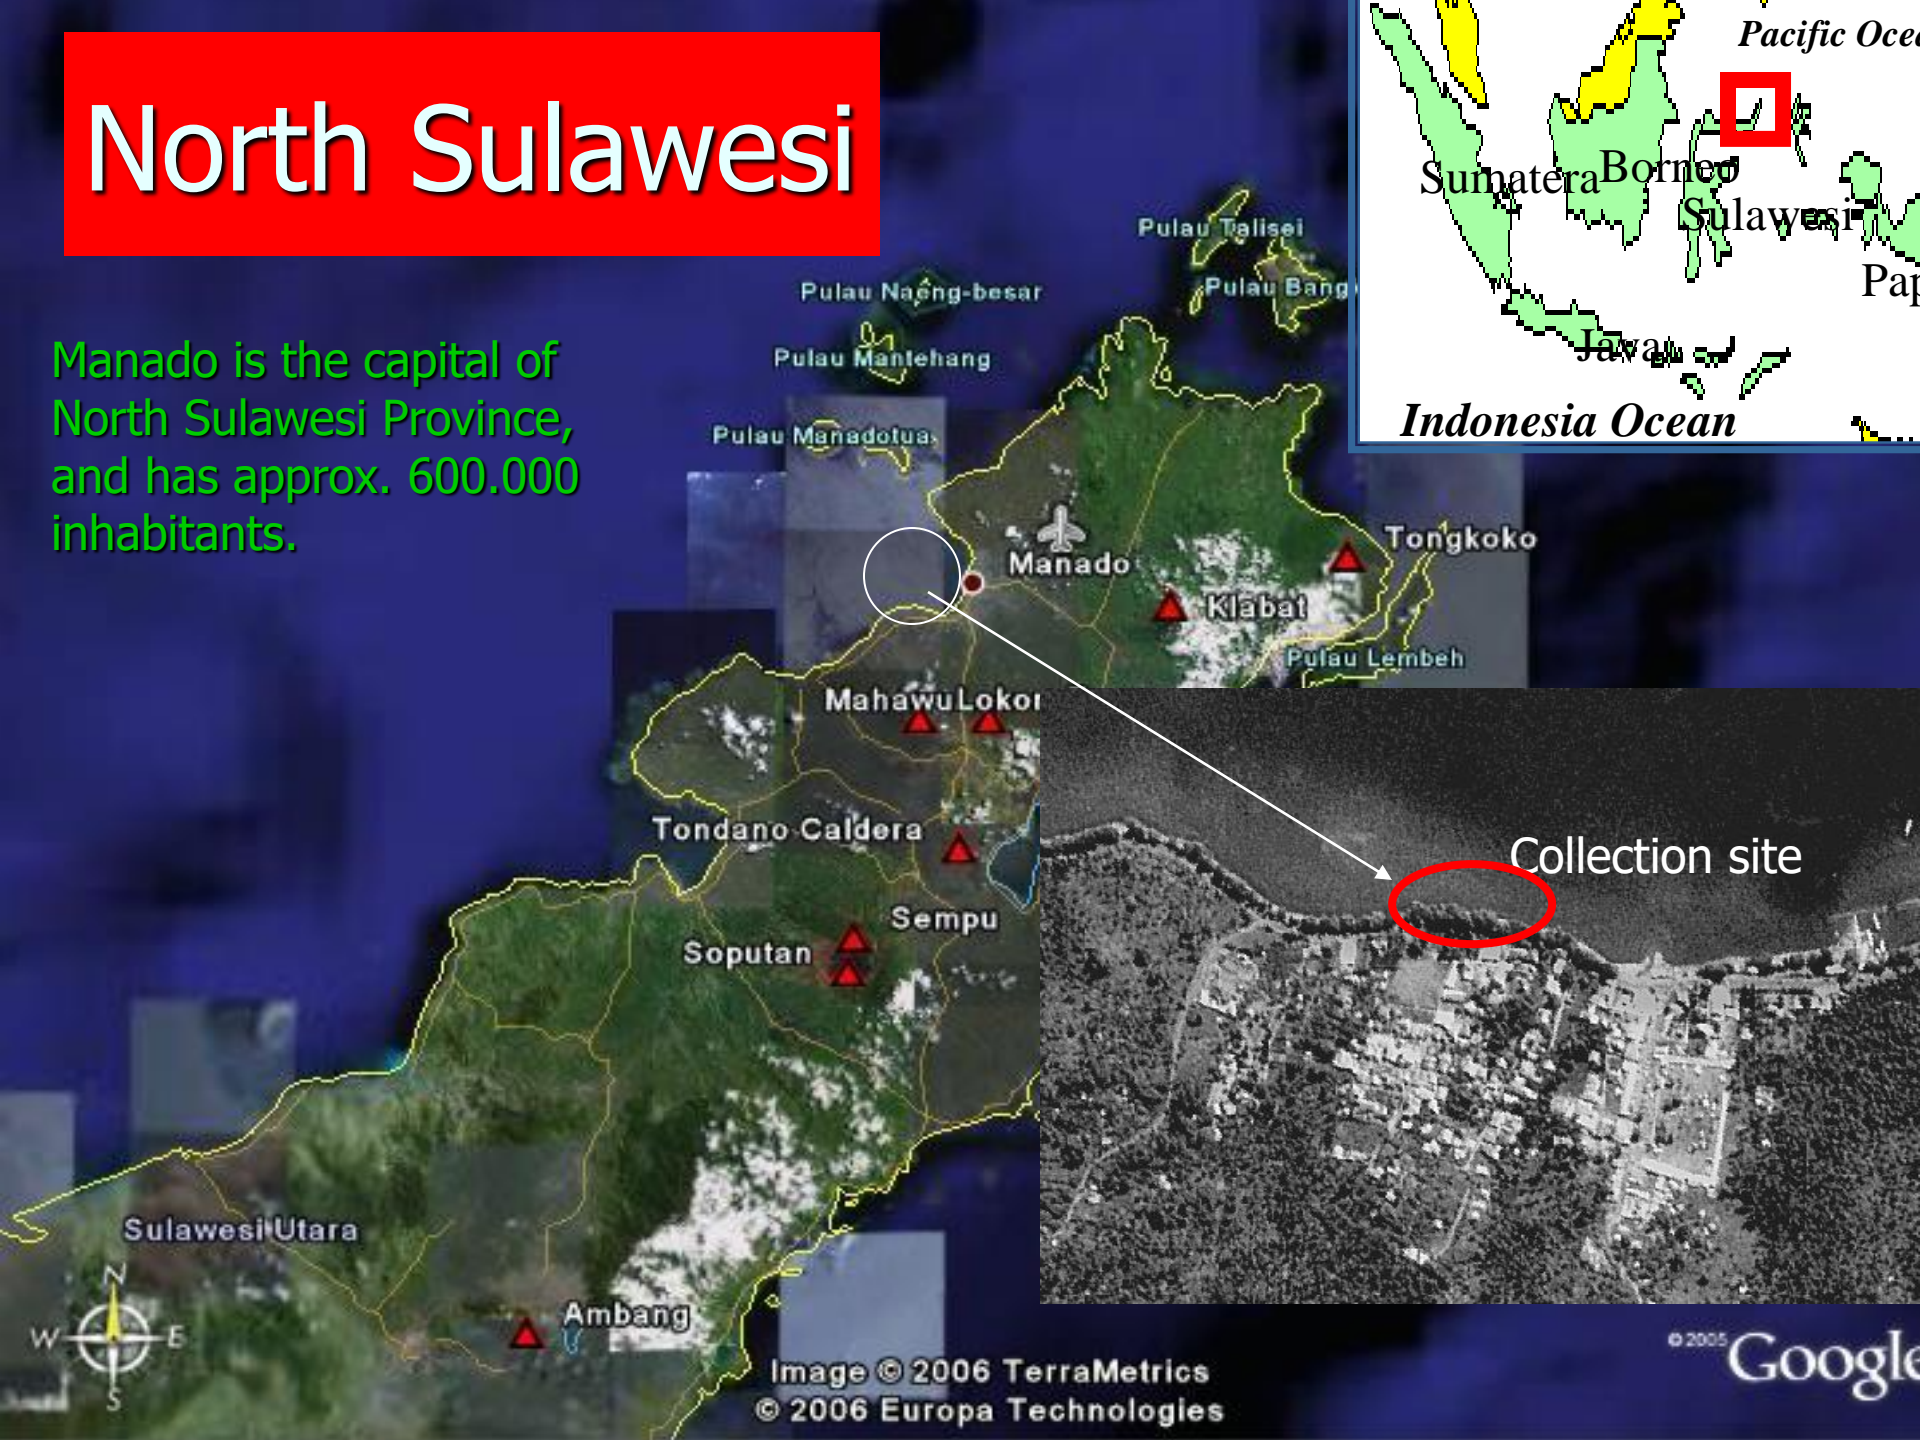 North Sulawesi
Manado is the capital of
North Sulawesi Province,
and has approx. 600.000
inhabitants.
Pacific Ocea
Sumatera
Borneo
Sulawesi
Pap
Java
Indonesia Ocean
Pulau Talisei
Pulau Bang
Pulau Naeng-besar
Pulau Mantehang
Pulau Manadotua
Tongkoko
Manado
Klabat
Pulau Lembeh
Mahawu Lokon
Collection site
Tondano Caldera
Sempu
Soputan
Sulawesi Utara
N
W E
S
Ambang
Image © 2006 TerraMetrics
© 2006 Europa Technologies
© 2005 Google